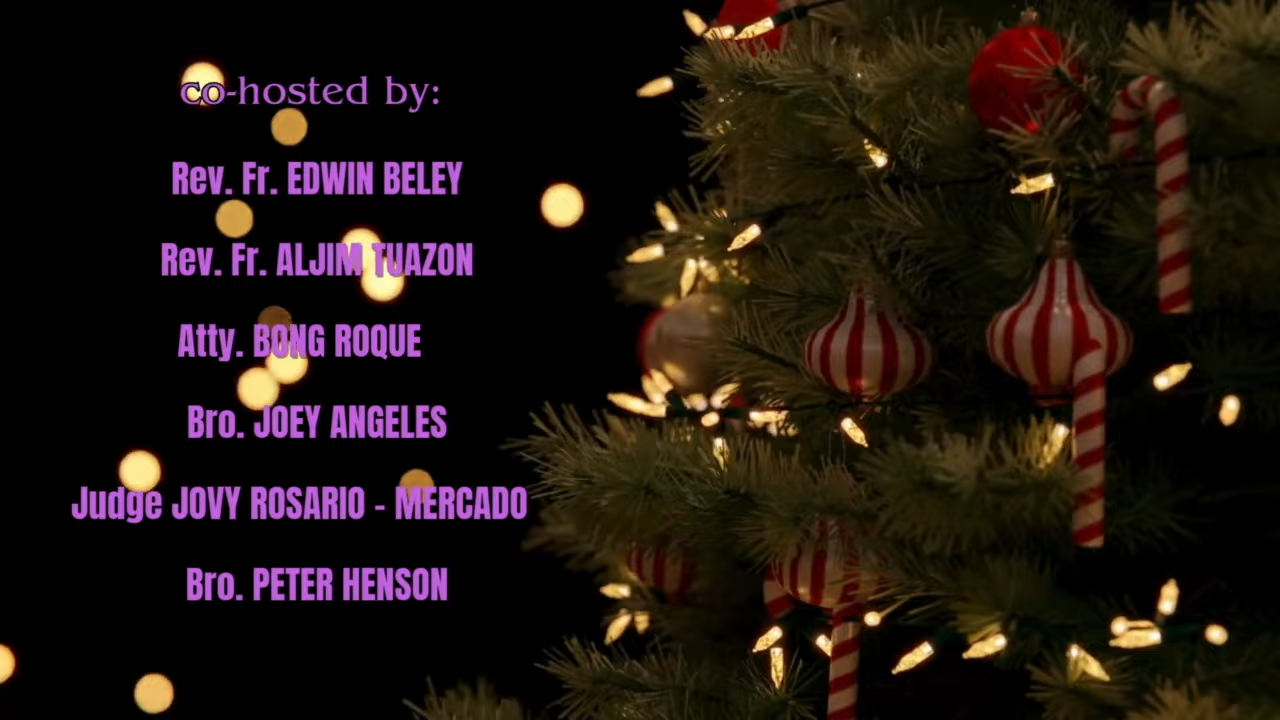 co-hosted by:
Rev. Fr. EDWIN BELEY
Rev. Fr. ALJIM TUAZON
Atty. BONG ROQUE
Bro. JOEY ANGELES
Judge JOVY ROSARIO - MERCADO
Bro. PETER HENSON